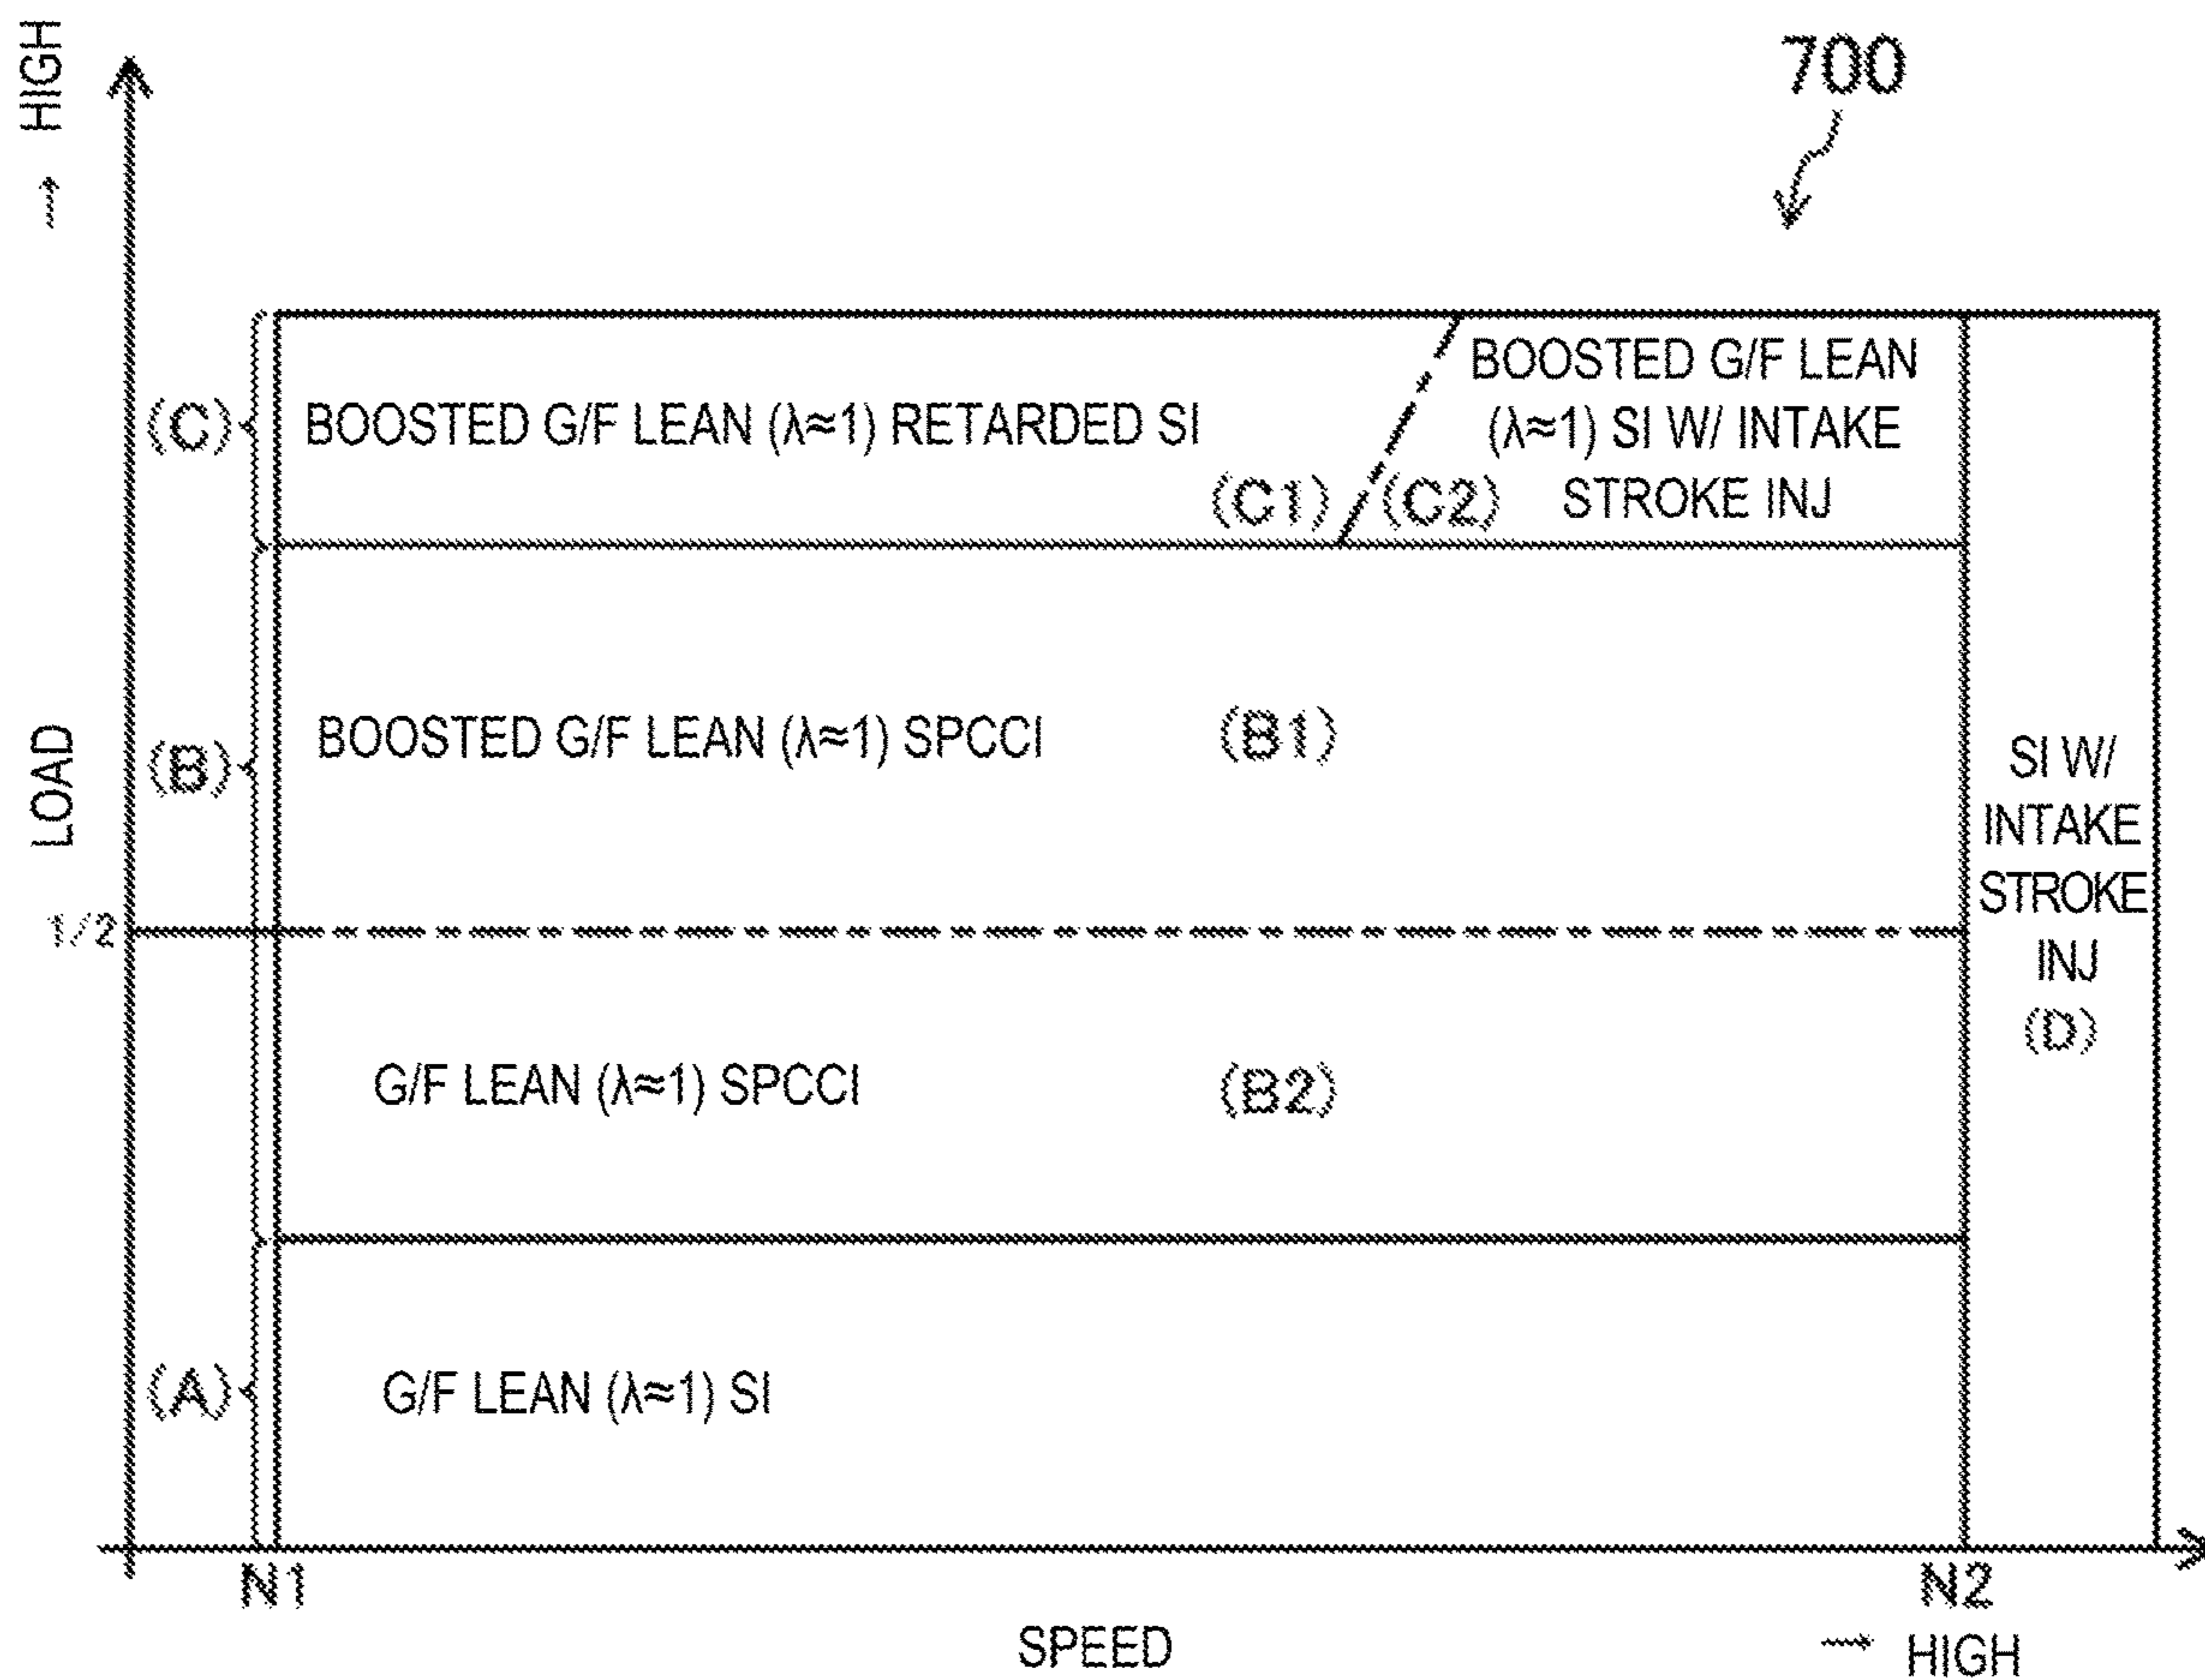 → HIGH
700
(C)
BOOSTED G/F LEAN (λ≈1) RETARDED SI
(C1)
(C2)
BOOSTED G/F LEAN
(λ≈1) SI W/ INTAKE
STROKE INJ
LOAD
(B)
BOOSTED G/F LEAN (λ≈1) SPCCI
(B1)
SI W/
INTAKE
STROKE
INJ
(D)
1/2
G/F LEAN (λ≈1) SPCCI
(B2)
(A)
G/F LEAN (λ≈1) SI
N1
N2
SPEED
→ HIGH